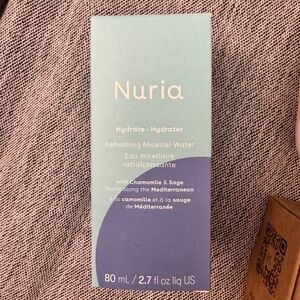 Nuria
Hydrate - Hydrater
Refreshing Micellar Water
Eau micellaire
rafraîchissante
with Chamomile & Sage
found along the Mediterranean
à la camomille et à la sauge
de Méditerranée
80 mL / 2.7 fl oz liq US